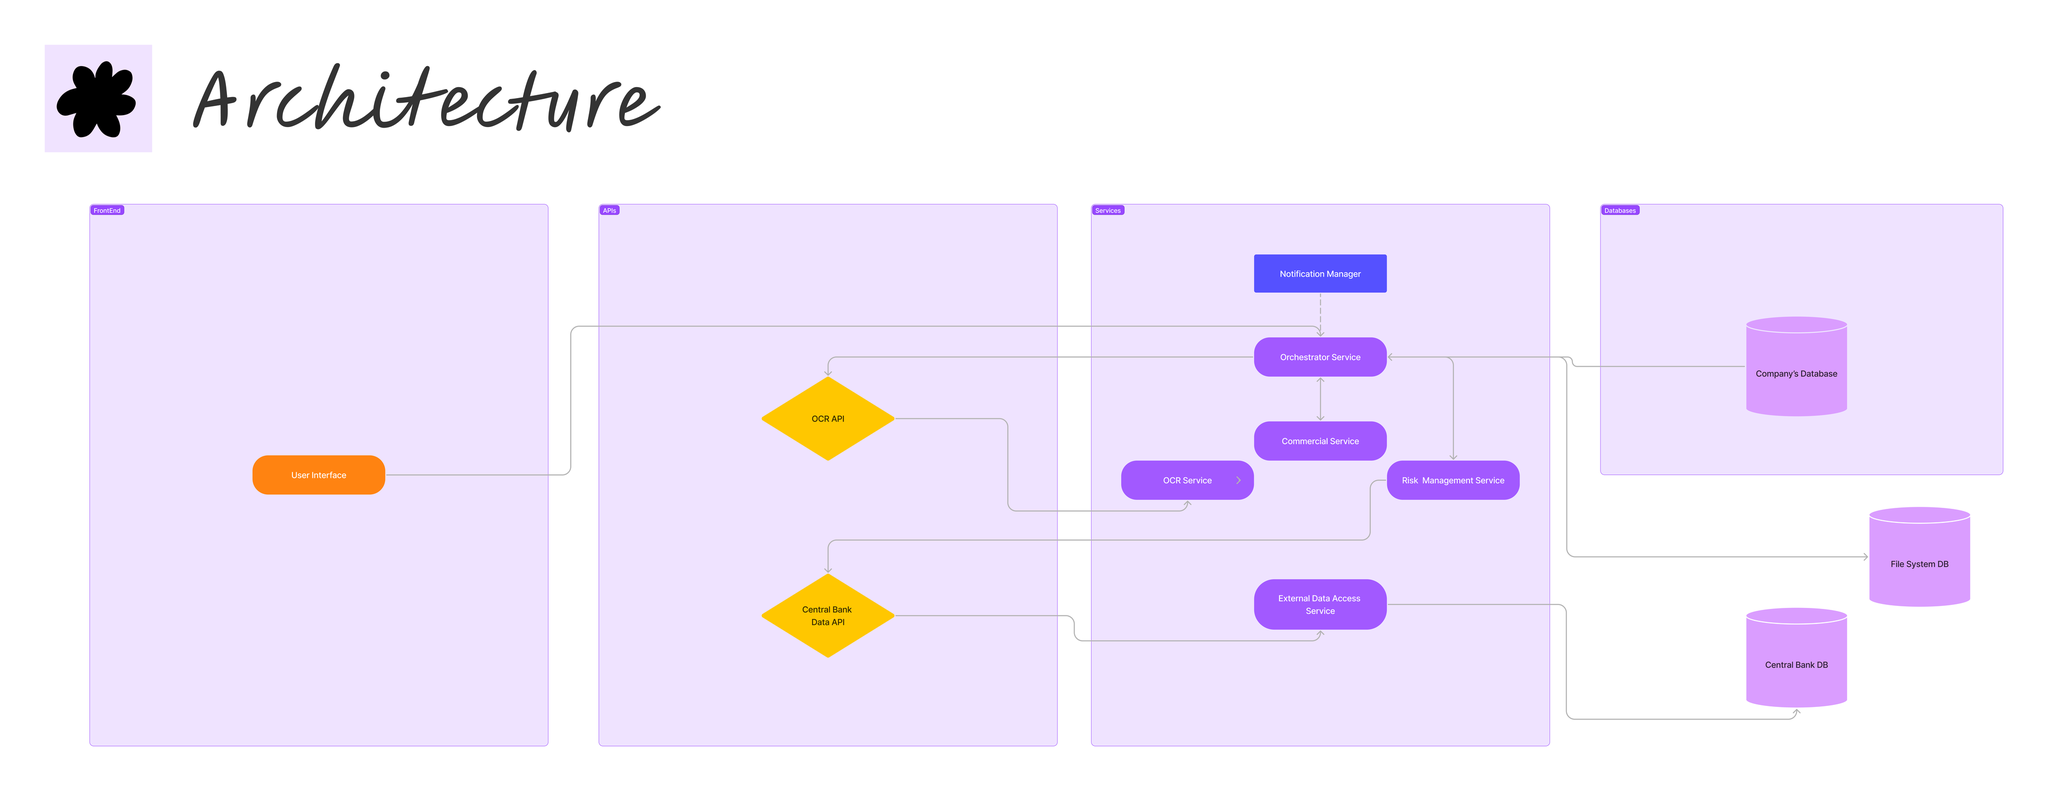 Architecture
FrontEnd
APIs
Services
Databases
Notification Manager
Orchestrator Service
Company's Database
OCR API
Commercial Service
User Interface
OCR Service
Risk  Management Service
File System DB
Central Bank
Data API
External Data Access
Service
Central Bank DB